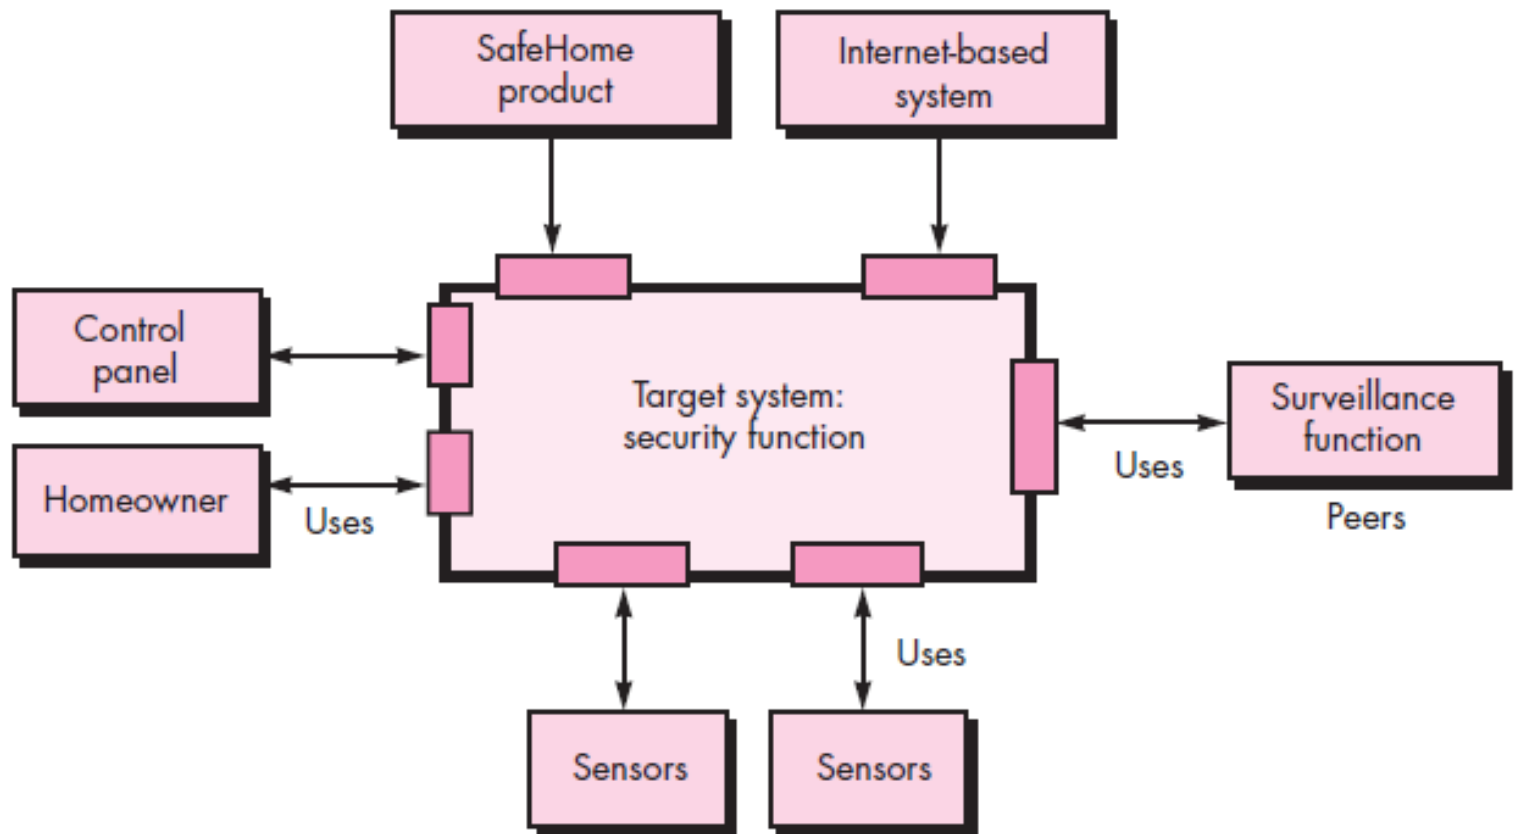 SafeHome
product
Internet-based
system
Control
panel
Homeowner
Uses
Target system:
security function
Uses
Surveillance
function
Peers
Uses
Sensors
Sensors